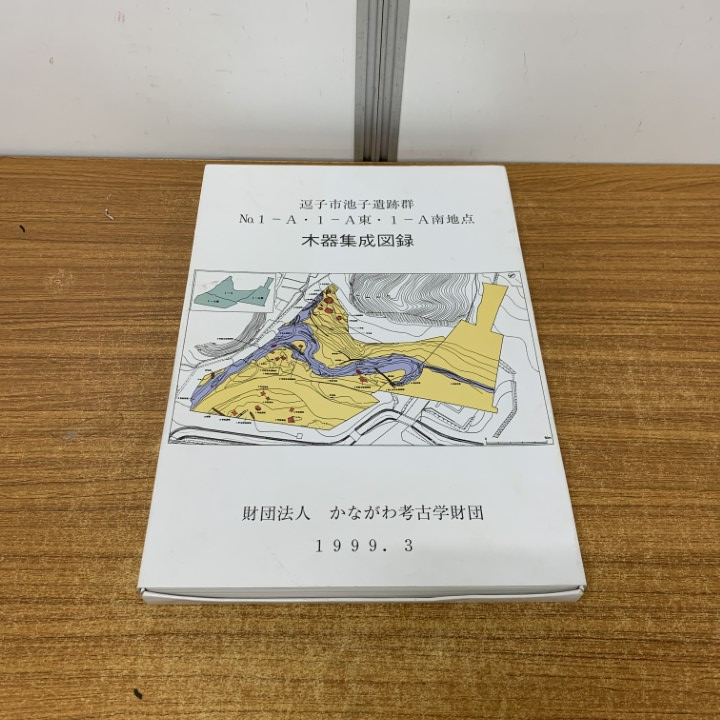 逗子市池子遺跡群
№1－A・1－A東・1－A南地点
木器集成図録
財団法人　かながわ考古学財団
1999．3